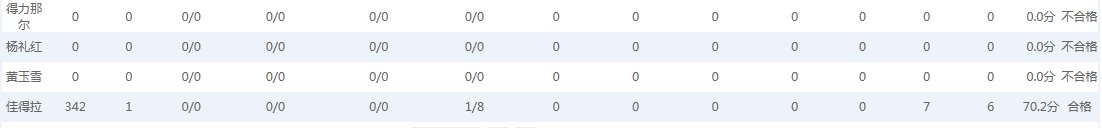 得力那尔 0 0 0/0 0/0 0/0 0/0 0 0 0 0 0 0 0 0.0分 不合格
杨礼红 0 0 0/0 0/0 0/0 0/0 0 0 0 0 0 0 0 0.0分 不合格
黄玉雪 0 0 0/0 0/0 0/0 0/0 0 0 0 0 0 0 0 0.0分 不合格
佳得拉 342 1 0/0 0/0 0/0 1/8 0 0 0 0 0 7 6 70.2分 合格